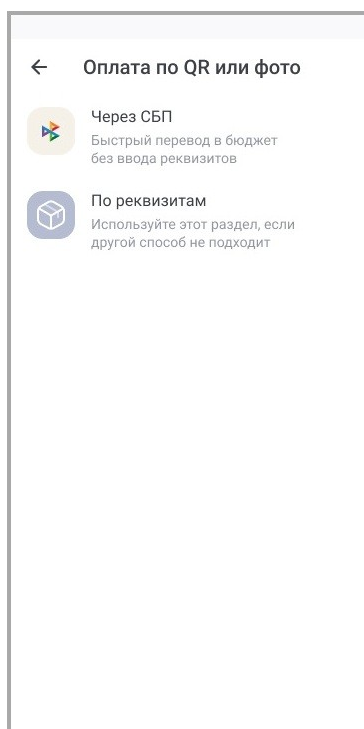 Оплата по QR или фото
Через СБП
Быстрый перевод в бюджет
без ввода реквизитов
По реквизитам
Используйте этот раздел, если
другой способ не подходит